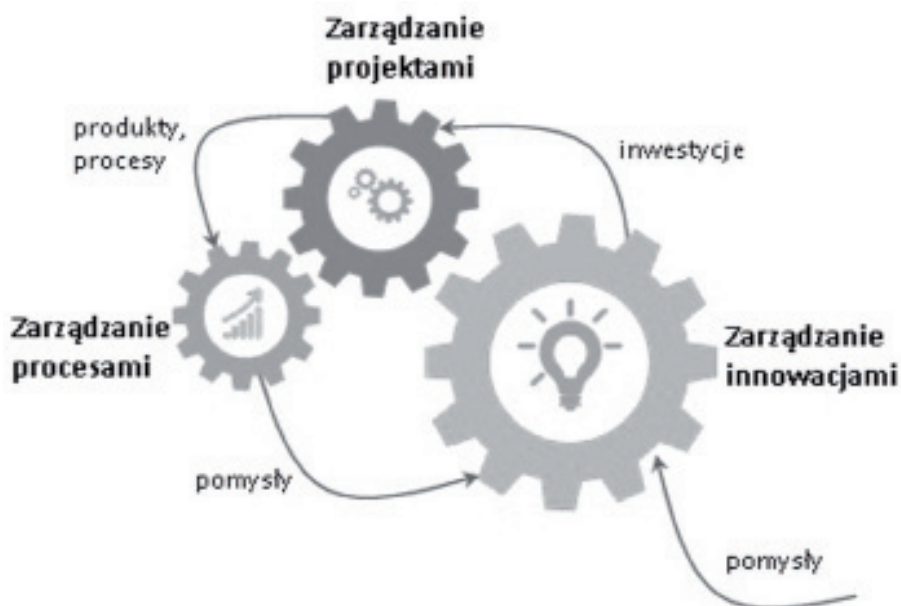 Zarządzanie
projektami
produkty,
procesy
inwestycje
Zarządzanie
procesami
Zarządzanie
innowacjami
pomysły
pomysły